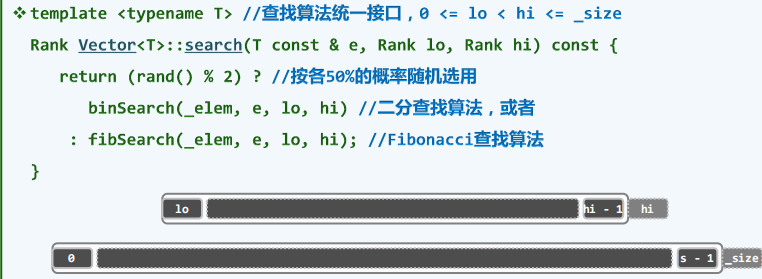 ❖ template <typename T> //查找算法统一接口，0 <= lo < hi <= _size
Rank Vector<T>::search(T const & e, Rank lo, Rank hi) const {
return (rand() % 2) ? //按各50%的概率随机选用
binSearch(_elem, e, lo, hi) //二分查找算法，或者
: fibSearch(_elem, e, lo, hi); //Fibonacci查找算法
}
lo hi - 1 hi
0 s - 1 _size